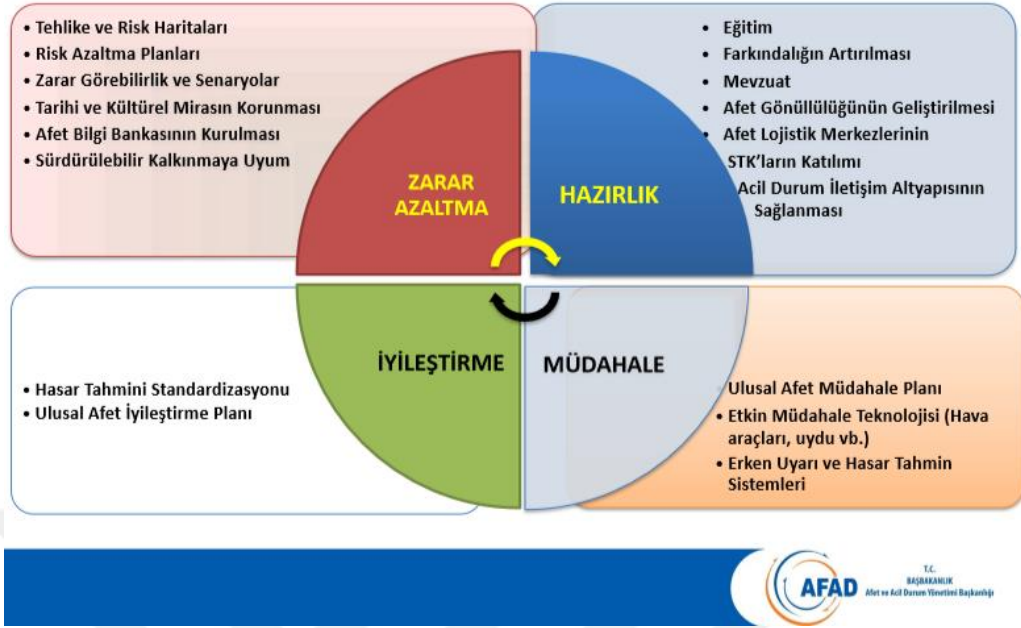 • Tehlike ve Risk Haritaları
• Risk Azaltma Planları
• Zarar Görebilirlik ve Senaryolar
• Tarihi ve Kültürel Mirasın Korunması
• Afet Bilgi Bankasının Kurulması
• Sürdürülebilir Kalkınmaya Uyum
ZARAR
AZALTMA
HAZIRLIK
• Eğitim
• Farkındalığın Artırılması
• Mevzuat
• Afet Gönüllülüğünün Geliştirilmesi
• Afet Lojistik Merkezlerinin
STK'ların Katılımı
Acil Durum İletişim Altyapısının
Sağlanması
İYİLEŞTİRME
• Hasar Tahmini Standardizasyonu
• Ulusal Afet İyileştirme Planı
MÜDAHALE
Ulusal Afet Müdahale Planı
• Etkin Müdahale Teknolojisi (Hava
araçları, uydu vb.)
• Erken Uyarı ve Hasar Tahmin
Sistemleri
AFAD
T.C.
BAŞBAKANLIK
Afet ve Acil Durum Yönetimi Başkanlığı